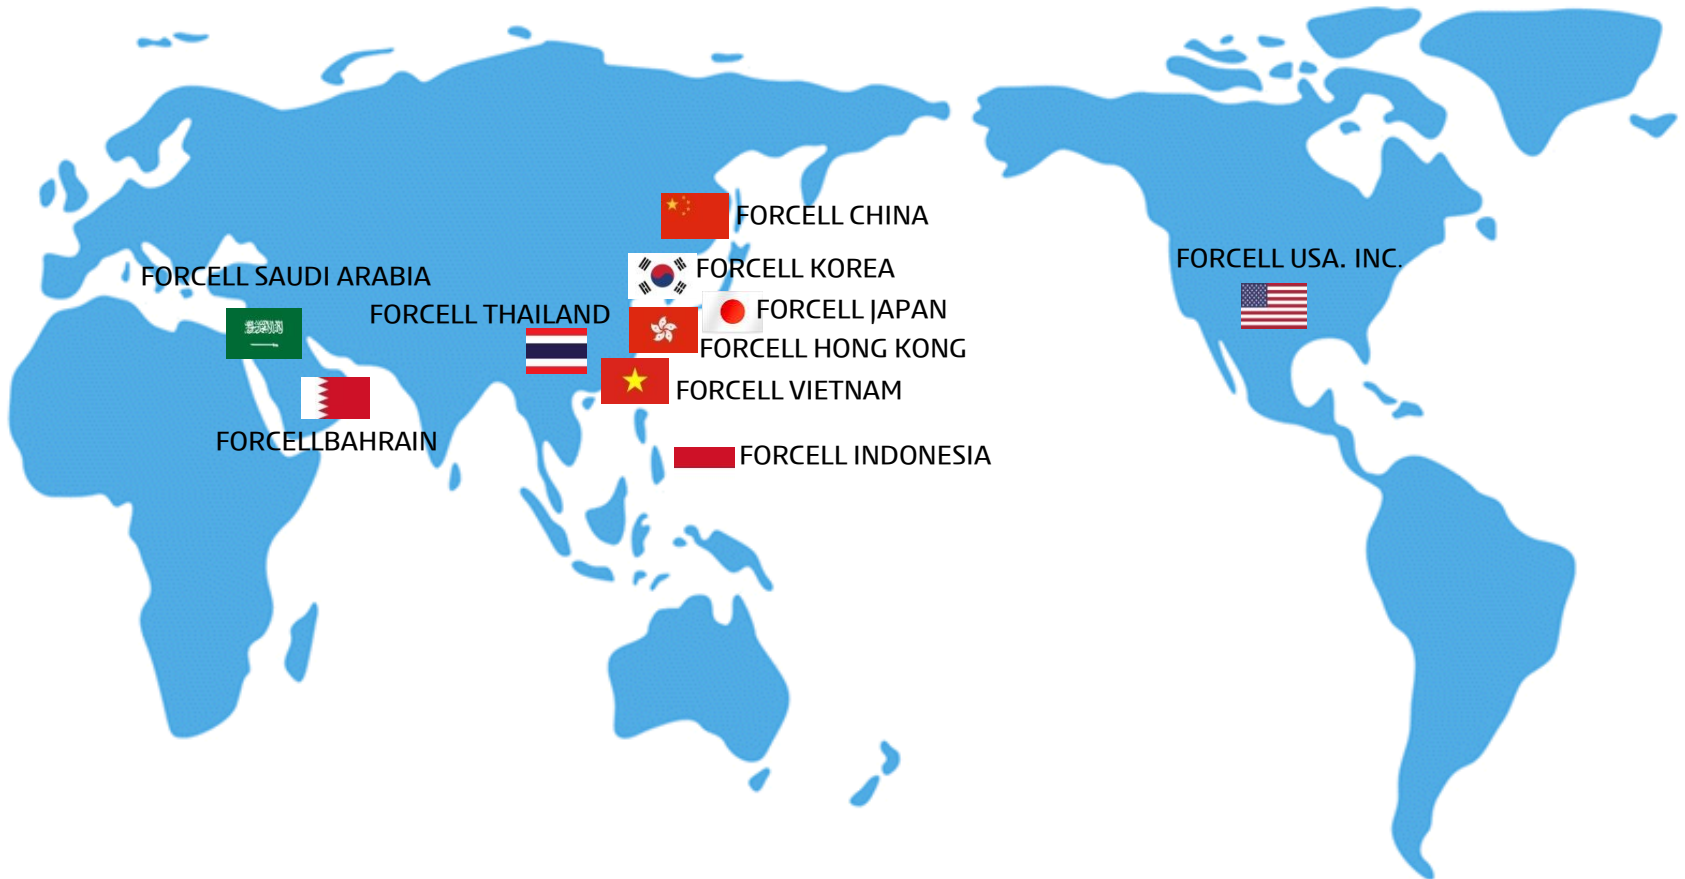 FORCELL CHINA
FORCELL USA. INC.
FORCELL KOREA
FORCELL SAUDI ARABIA
FORCELL JAPAN
FORCELL THAILAND
FORCELL HONG KONG
FORCELL VIETNAM
FORCELLBAHRAIN
FORCELL INDONESIA